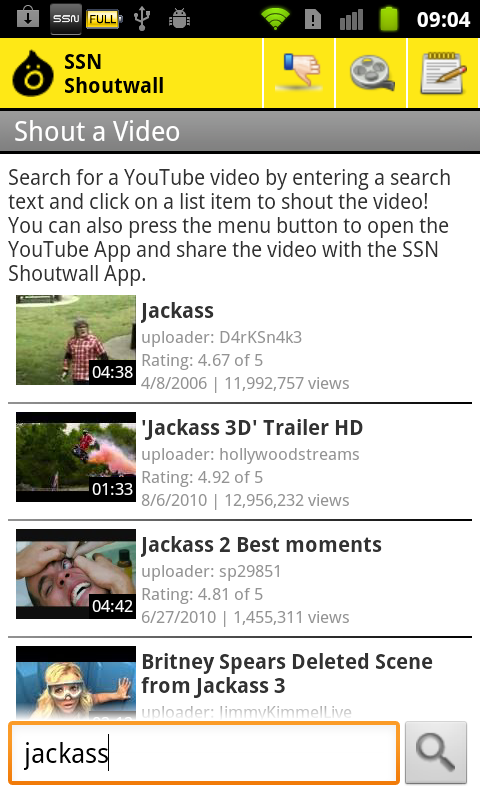 SSN
FULL
09:04
SSN
Shoutwall
Shout a Video
Search for a YouTube video by entering a search
text and click on a list item to shout the video!
You can also press the menu button to open the
YouTube App and share the video with the SSN
Shoutwall App.
Jackass
uploader: D4rKSn4k3
Rating: 4.67 of 5
04:38
4/8/2006 | 11,992,757 views
'Jackass 3D' Trailer HD
uploader: hollywoodstreams
Rating: 4.92 of 5
01:33
8/6/2010 | 12,956,232 views
Jackass 2 Best moments
uploader: sp29851
Rating: 4.81 of 5
04:42
6/27/2010 | 1,455,311 views
Britney Spears Deleted Scene
from Jackass 3
uploader: JimmyKimmelLive
jackass